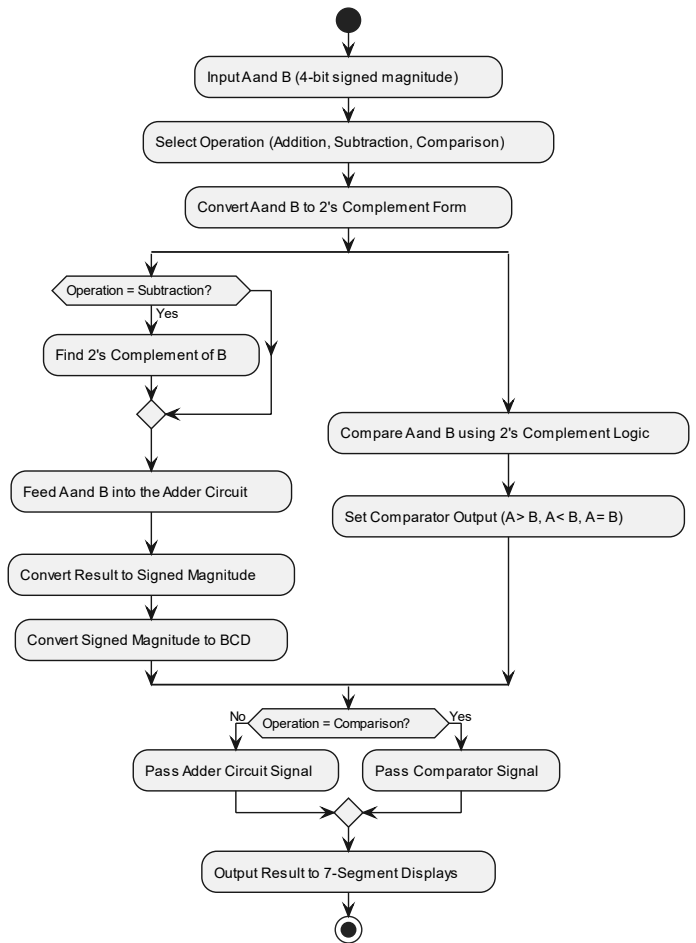 Input A and B (4-bit signed magnitude)
Select Operation (Addition, Subtraction, Comparison)
Convert A and B to 2's Complement Form
Operation = Subtraction?
Yes
Find 2's Complement of B
Compare A and B using 2's Complement Logic
Feed A and B into the Adder Circuit
Set Comparator Output (A > B, A < B, A = B)
Convert Result to Signed Magnitude
Convert Signed Magnitude to BCD
No
Operation = Comparison?
Yes
Pass Adder Circuit Signal
Pass Comparator Signal
Output Result to 7-Segment Displays